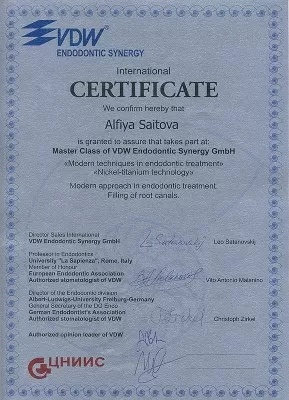 VDW
ENDODONTIC SYNERGY
International
CERTIFICATE
We confirm hereby that
Alfiya Saitova
is granted to assure that takes part at:
Master Class of VDW Endodontic Synergy GmbH
«Modern techniques in endodontic treatment»
«Nickel-titanium technology»
Modern approach in endodontic treatment.
Filling of root canals.
Director Sales International
VDW Endodontic Synergy GmbH
Leo Satanovskij
Professor in Endodontics
University "La Sapienza", Rome, Italy
Member of Honour
European Endodontic Association
Authorized stomatologist of VDW
Vito Antonio Malagnino
Director of the Endodontic division
Albert-Ludwigs-University Freiburg-Germany
General Secretary of the DG Endo
German Endodontist's Association
Authorized stomatologist of VDW
Christoph Zirkel
Authorized opinion leader of VDW
ЦНИИС